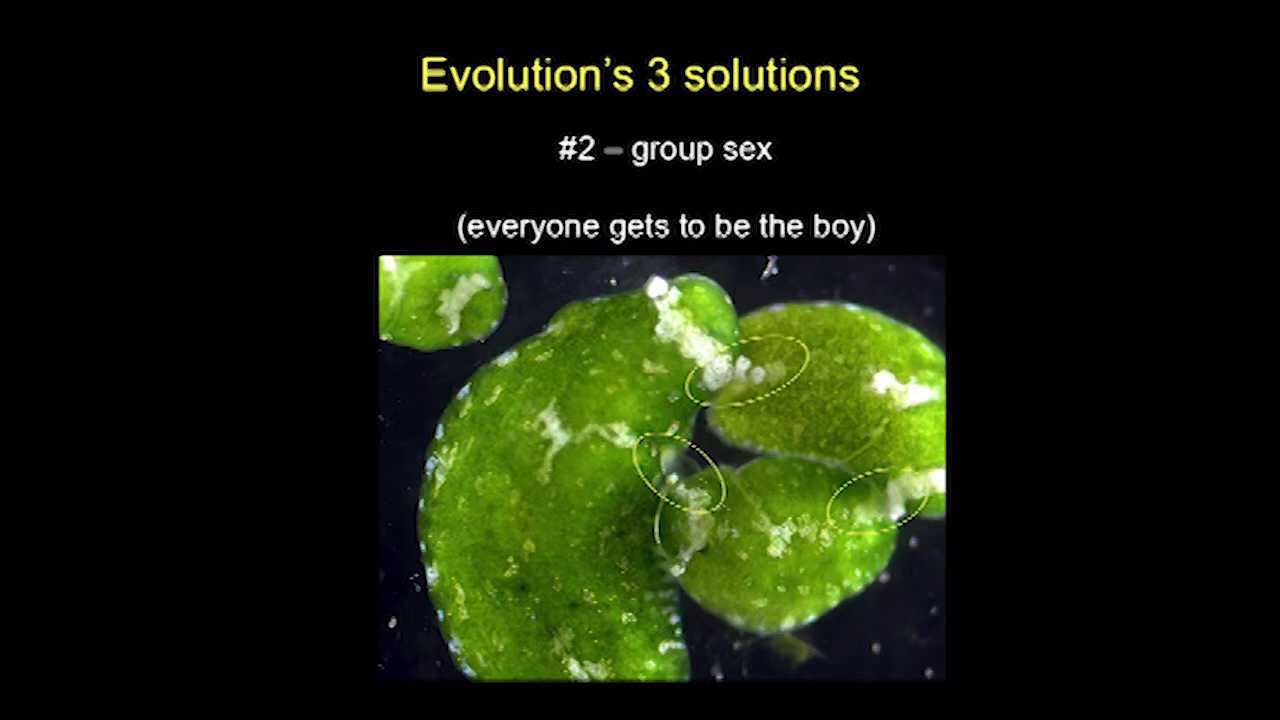 Evolution's 3 solutions
#2 – group sex
(everyone gets to be the boy)